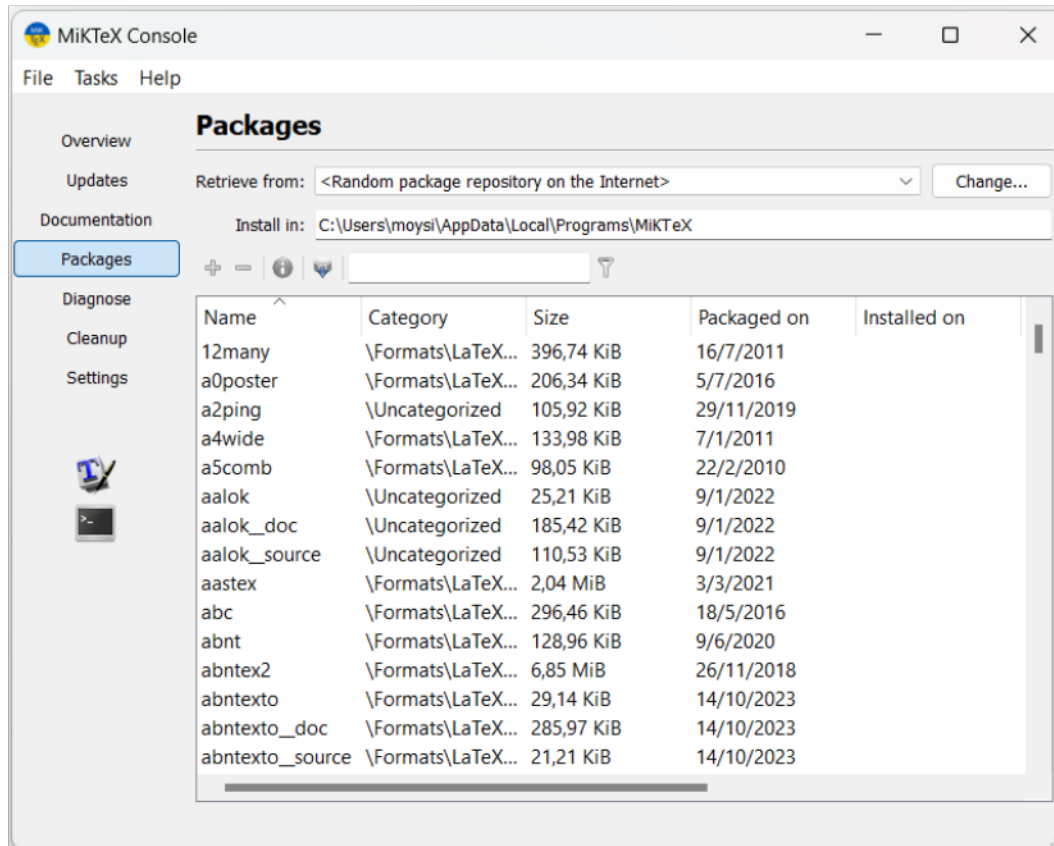 MiKTeX Console
File Tasks Help
Overview
Updates
Documentation
Packages
Diagnose
Cleanup
Settings
Packages
Retrieve from: <Random package repository on the Internet> Change...
Install in: C:\Users\moysi\AppData\Local\Programs\MiKTeX
Name Category Size Packaged on Installed on
12many \Formats\LaTeX... 396,74 KiB 16/7/2011
a0poster \Formats\LaTeX... 206,34 KiB 5/7/2016
a2ping \Uncategorized 105,92 KiB 29/11/2019
a4wide \Formats\LaTeX... 133,98 KiB 7/1/2011
a5comb \Formats\LaTeX... 98,05 KiB 22/2/2010
aalok \Uncategorized 25,21 KiB 9/1/2022
aalok__doc \Uncategorized 185,42 KiB 9/1/2022
aalok__source \Uncategorized 110,53 KiB 9/1/2022
aastex \Formats\LaTeX... 2,04 MiB 3/3/2021
abc \Formats\LaTeX... 296,46 KiB 18/5/2016
abnt \Formats\LaTeX... 128,96 KiB 9/6/2020
abntex2 \Formats\LaTeX... 6,85 MiB 26/11/2018
abntexto \Formats\LaTeX... 29,14 KiB 14/10/2023
abntexto__doc \Formats\LaTeX... 285,97 KiB 14/10/2023
abntexto__source \Formats\LaTeX... 21,21 KiB 14/10/2023